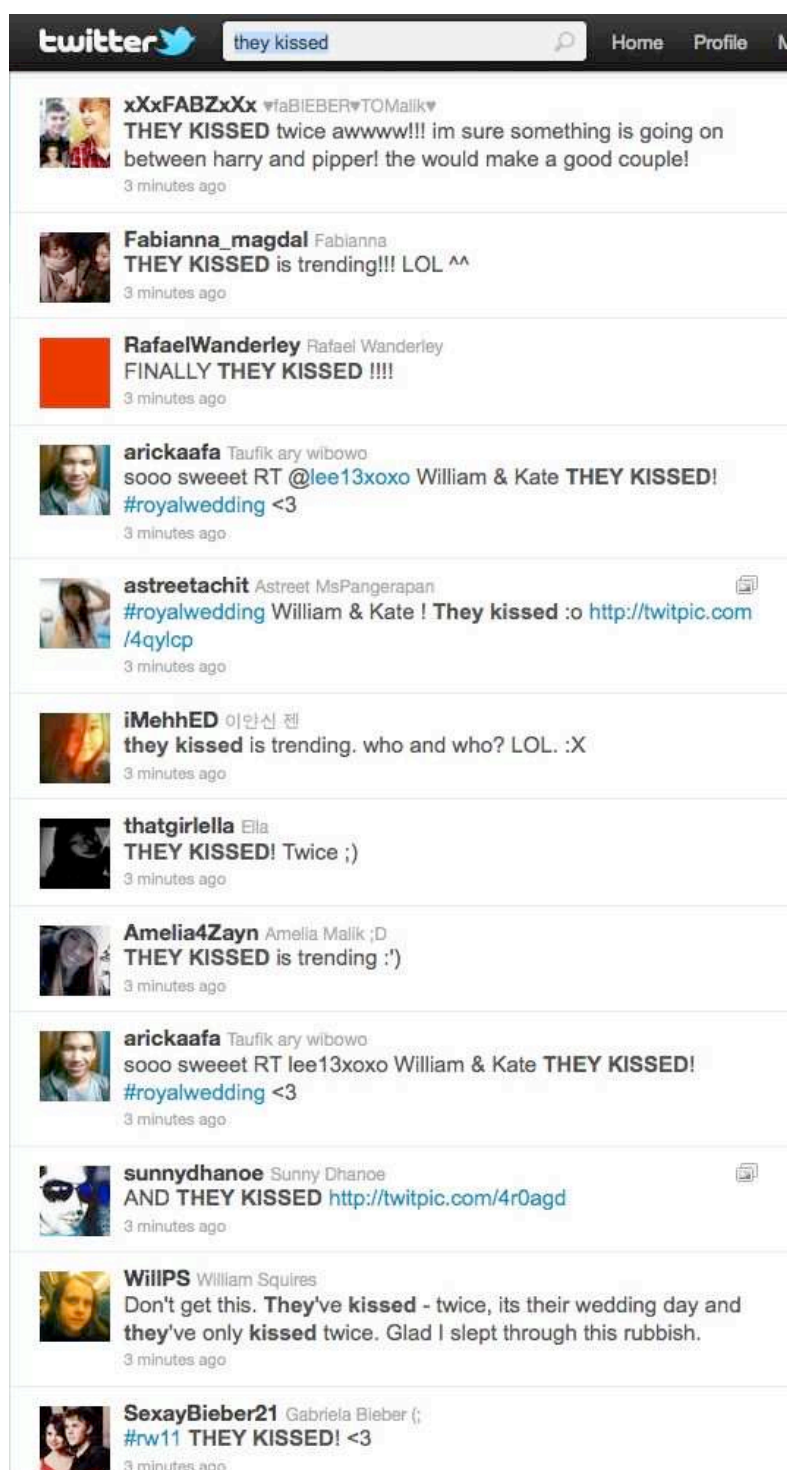 twitter they kissed Home Profile M
xXxFABZxXx ♥faBIEBER♥TOMalik♥
THEY KISSED twice awwww!!! im sure something is going on
between harry and pipper! the would make a good couple!
3 minutes ago
Fabianna_magdal Fabianna
THEY KISSED is trending!!! LOL ^^
3 minutes ago
RafaelWanderley Rafael Wanderley
FINALLY THEY KISSED !!!!
3 minutes ago
arickaafa Taufik ary wibowo
sooo sweeet RT @lee13xoxo William & Kate THEY KISSED!
#royalwedding <3
3 minutes ago
astreetachit Astreet MsPangerapan
#royalwedding William & Kate ! They kissed :o http://twitpic.com
/4qylcp
3 minutes ago
iMehhED 이얀신 젠
they kissed is trending. who and who? LOL. :X
3 minutes ago
thatgirlella Ella
THEY KISSED! Twice ;)
3 minutes ago
Amelia4Zayn Amelia Malik ;D
THEY KISSED is trending :')
3 minutes ago
arickaafa Taufik ary wibowo
sooo sweeet RT lee13xoxo William & Kate THEY KISSED!
#royalwedding <3
3 minutes ago
sunnydhanoe Sunny Dhanoe
AND THEY KISSED http://twitpic.com/4r0agd
3 minutes ago
WillPS William Squires
Don't get this. They've kissed - twice, its their wedding day and
they've only kissed twice. Glad I slept through this rubbish.
3 minutes ago
SexayBieber21 Gabriela Bieber (;
#rw11 THEY KISSED! <3
3 minutes ago